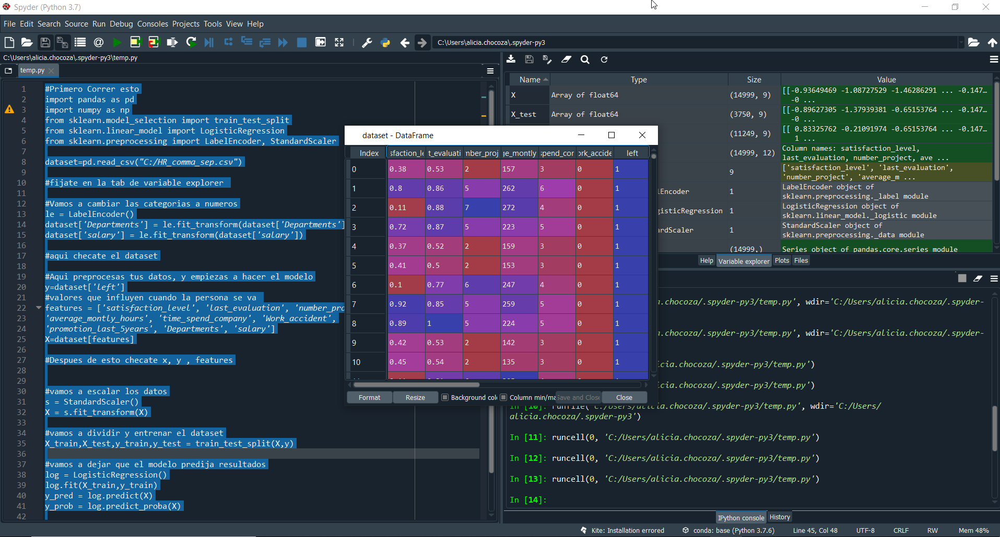 Spyder (Python 3.7)
File Edit Search Source Run Debug Consoles Projects Tools View Help
C:\Users\alicia.chocoza\.spyder-py3
C:\Users\alicia.chocoza\.spyder-py3\temp.py
temp.py
1 #Primero Correr esto
2 import pandas as pd
3 import numpy as np
4 from sklearn.model_selection import train_test_split
5 from sklearn.linear_model import LogisticRegression
6 from sklearn.preprocessing import LabelEncoder, StandardScaler
7
8 dataset=pd.read_csv("C:/HR_comma_sep.csv")
9
10 #fijate en la tab de variable explorer
11
12 #Vamos a cambiar las categorias a numeros
13 le = LabelEncoder()
14 dataset['Departments'] = le.fit_transform(dataset['Departments']
15 dataset['salary'] = le.fit_transform(dataset['salary'])
16
17 #aqui checate el dataset
18
19 #Aqui preprocesas tus datos, y empiezas a hacer el modelo
20 y=dataset['left']
21 #valores que influyen cuando la persona se va
22 features = ['satisfaction_level', 'last_evaluation', 'number_pro
23 'average_montly_hours', 'time_spend_company', 'Work_accident',
24 'promotion_last_5years', 'Departments', 'salary']
25 X=dataset[features]
26
27 #Despues de esto checate x, y , features
28
29
30 #vamos a escalar los datos
31 s = StandardScaler()
32 X = s.fit_transform(X)
33
34 #vamos a dividir y entrenar el dataset
35 X_train,X_test,y_train,y_test = train_test_split(X,y)
36
37 #vamos a dejar que el modelo predija resultados
38 log = LogisticRegression()
39 log.fit(X_train,y_train)
40 y_pred = log.predict(X)
41 y_prob = log.predict_proba(X)
42
dataset - DataFrame
Index sfaction_l t_evaluati mber_proj ge_montly spend_cor ork_accide left
0 0.38 0.53 2 157 3 0 1
1 0.8 0.86 5 262 6 0 1
2 0.11 0.88 7 272 4 0 1
3 0.72 0.87 5 223 5 0 1
4 0.37 0.52 2 159 3 0 1
5 0.41 0.5 2 153 3 0 1
6 0.1 0.77 6 247 4 0 1
7 0.92 0.85 5 259 5 0 1
8 0.89 1 5 224 5 0 1
9 0.42 0.53 2 142 3 0 1
10 0.45 0.54 2 135 3 0 1
Format Resize Background col Column min/ma Save and Close Close
Name Type Size Value
X Array of float64 (14999, 9) [[-0.93649469 -1.08727529 -1.46286291 ... -0.147…
-0 ...
X_test Array of float64 (3750, 9) [[-0.89627305 -1.37939381 -0.65153764 ... -0.147…
-0 ...
(11249, 9) [[ 0.83325762 -0.21091974 -0.65153764 ... -0.147…
1 ...
(14999, 12) Column names: satisfaction_level,
last_evaluation, number_project, ave ...
9 ['satisfaction_level', 'last_evaluation',
'number_project', 'average_m ...
Encoder 1 LabelEncoder object of
sklearn.preprocessing._label module
gisticRegression 1 LogisticRegression object of
sklearn.linear_model._logistic module
ardScaler 1 StandardScaler object of
sklearn.preprocessing._data module
(14999,) Series object of pandas.core.series module
Help Variable explorer Plots Files
a.chocoza/.spyder-py3/temp.py', wdir='C:/Users/alicia.chocoza/.spyder-
a.chocoza/.spyder-py3/temp.py', wdir='C:/Users/alicia.chocoza/.spyder-
icia.chocoza/.spyder-py3/temp.py')
icia.chocoza/.spyder-py3/temp.py')
In [10]: runfile('C:/Users/alicia.chocoza/.spyder-py3/temp.py', wdir='C:/Users/
alicia.chocoza/.spyder-py3')
In [11]: runcell(0, 'C:/Users/alicia.chocoza/.spyder-py3/temp.py')
In [12]: runcell(0, 'C:/Users/alicia.chocoza/.spyder-py3/temp.py')
In [13]: runcell(0, 'C:/Users/alicia.chocoza/.spyder-py3/temp.py')
In [14]:
IPython console History
Kite: Installation errored conda: base (Python 3.7.6) Line 45, Col 48 UTF-8 CRLF RW Mem 48%